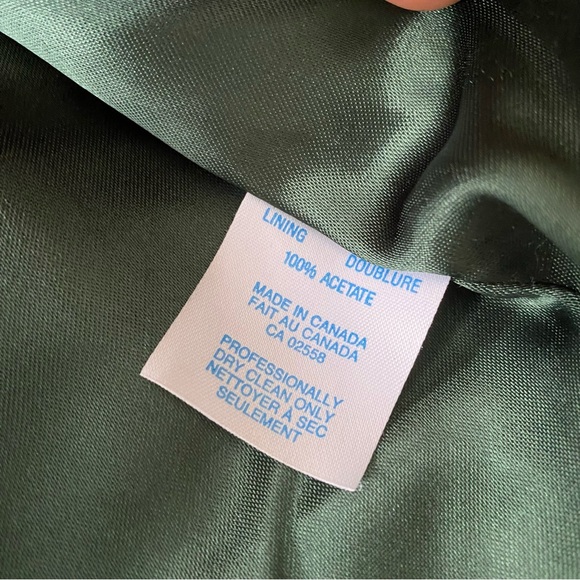 LINING DOUBLURE
100% ACETATE
MADE IN CANADA
FAIT AU CANADA
CA 02558
PROFESSIONALLY
DRY CLEAN ONLY
NETTOYER À SEC
SEULEMENT